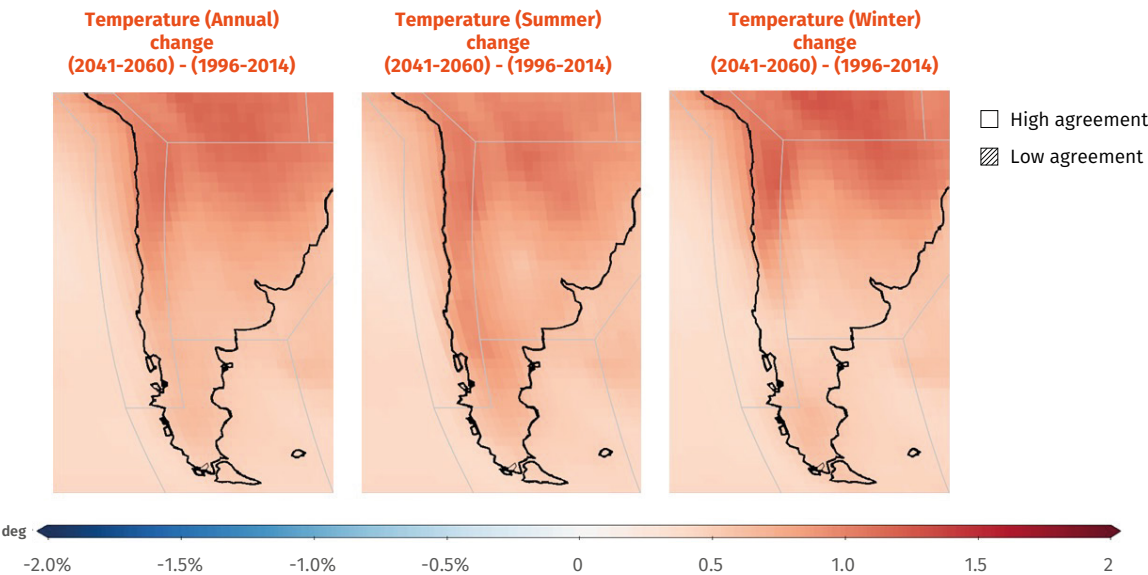 Temperature (Annual)
change
(2041-2060) - (1996-2014)
Temperature (Summer)
change
(2041-2060) - (1996-2014)
Temperature (Winter)
change
(2041-2060) - (1996-2014)
High agreement
Low agreement
deg
-2.0% -1.5% -1.0% -0.5% 0 0.5 1.0 1.5 2